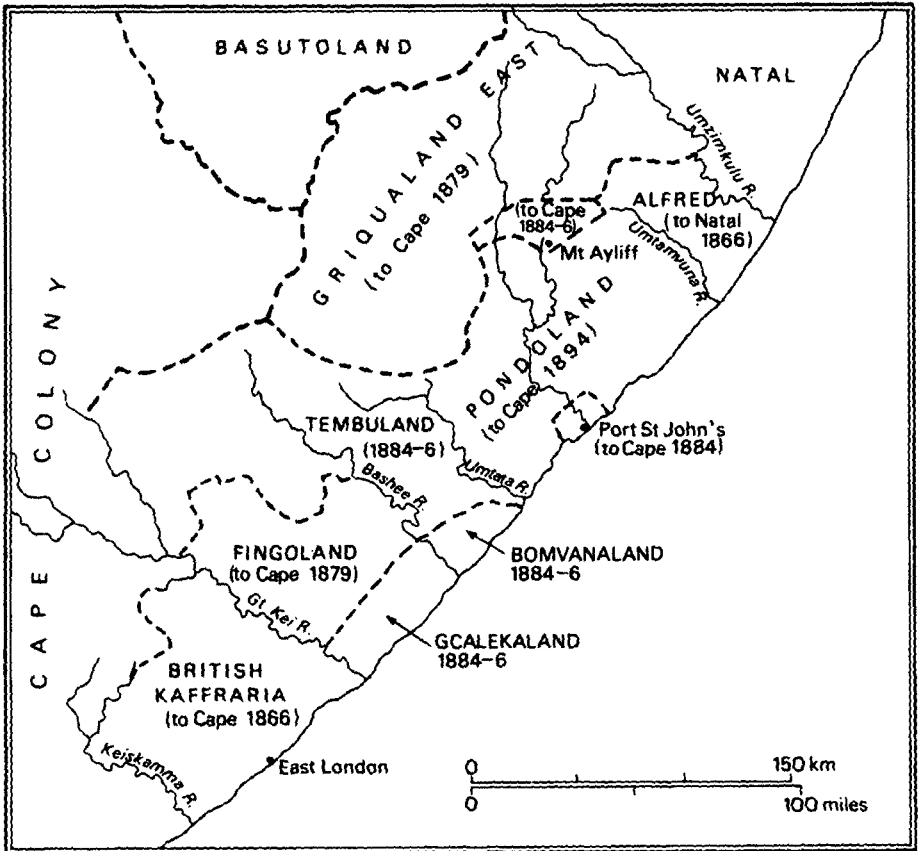 BASUTOLAND
NATAL
GRIQUALAND EAST
(to Cape 1879)
Umzimkulu R.
ALFRED
(to Natal
1866)
(to Cape
1884-6)
Mt Ayliff
Umtamvuna R.
PONDOLAND
(to Cape 1894)
CAPE COLONY
TEMBULAND
(1884-6)
Port St John's
(to Cape 1884)
Umtata R.
Bashee R.
FINGOLAND
(to Cape 1879)
BOMVANALAND
1884-6
Gt. Kei R.
GCALEKALAND
1884-6
BRITISH
KAFFRARIA
(to Cape 1866)
Keiskamma R.
East London
0 150 km
0 100 miles